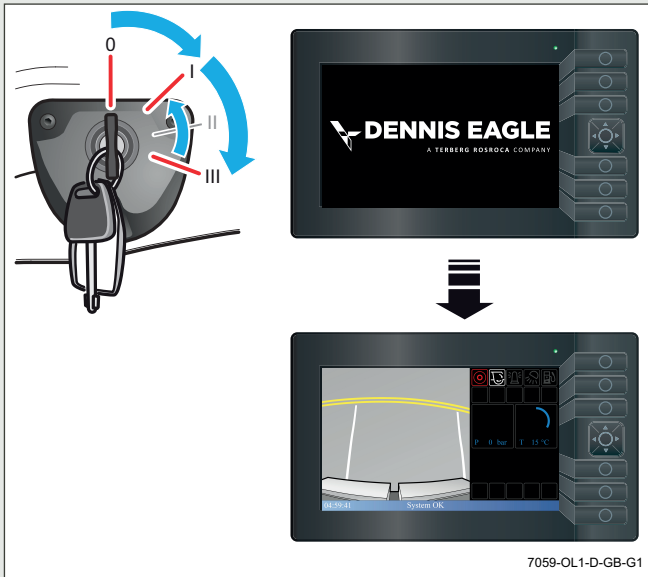 0
I
II
III
DENNIS EAGLE
A TERBERG ROSROCA COMPANY
P 0 bar T 15 °C
04:59:41 System OK
7059-OL1-D-GB-G1